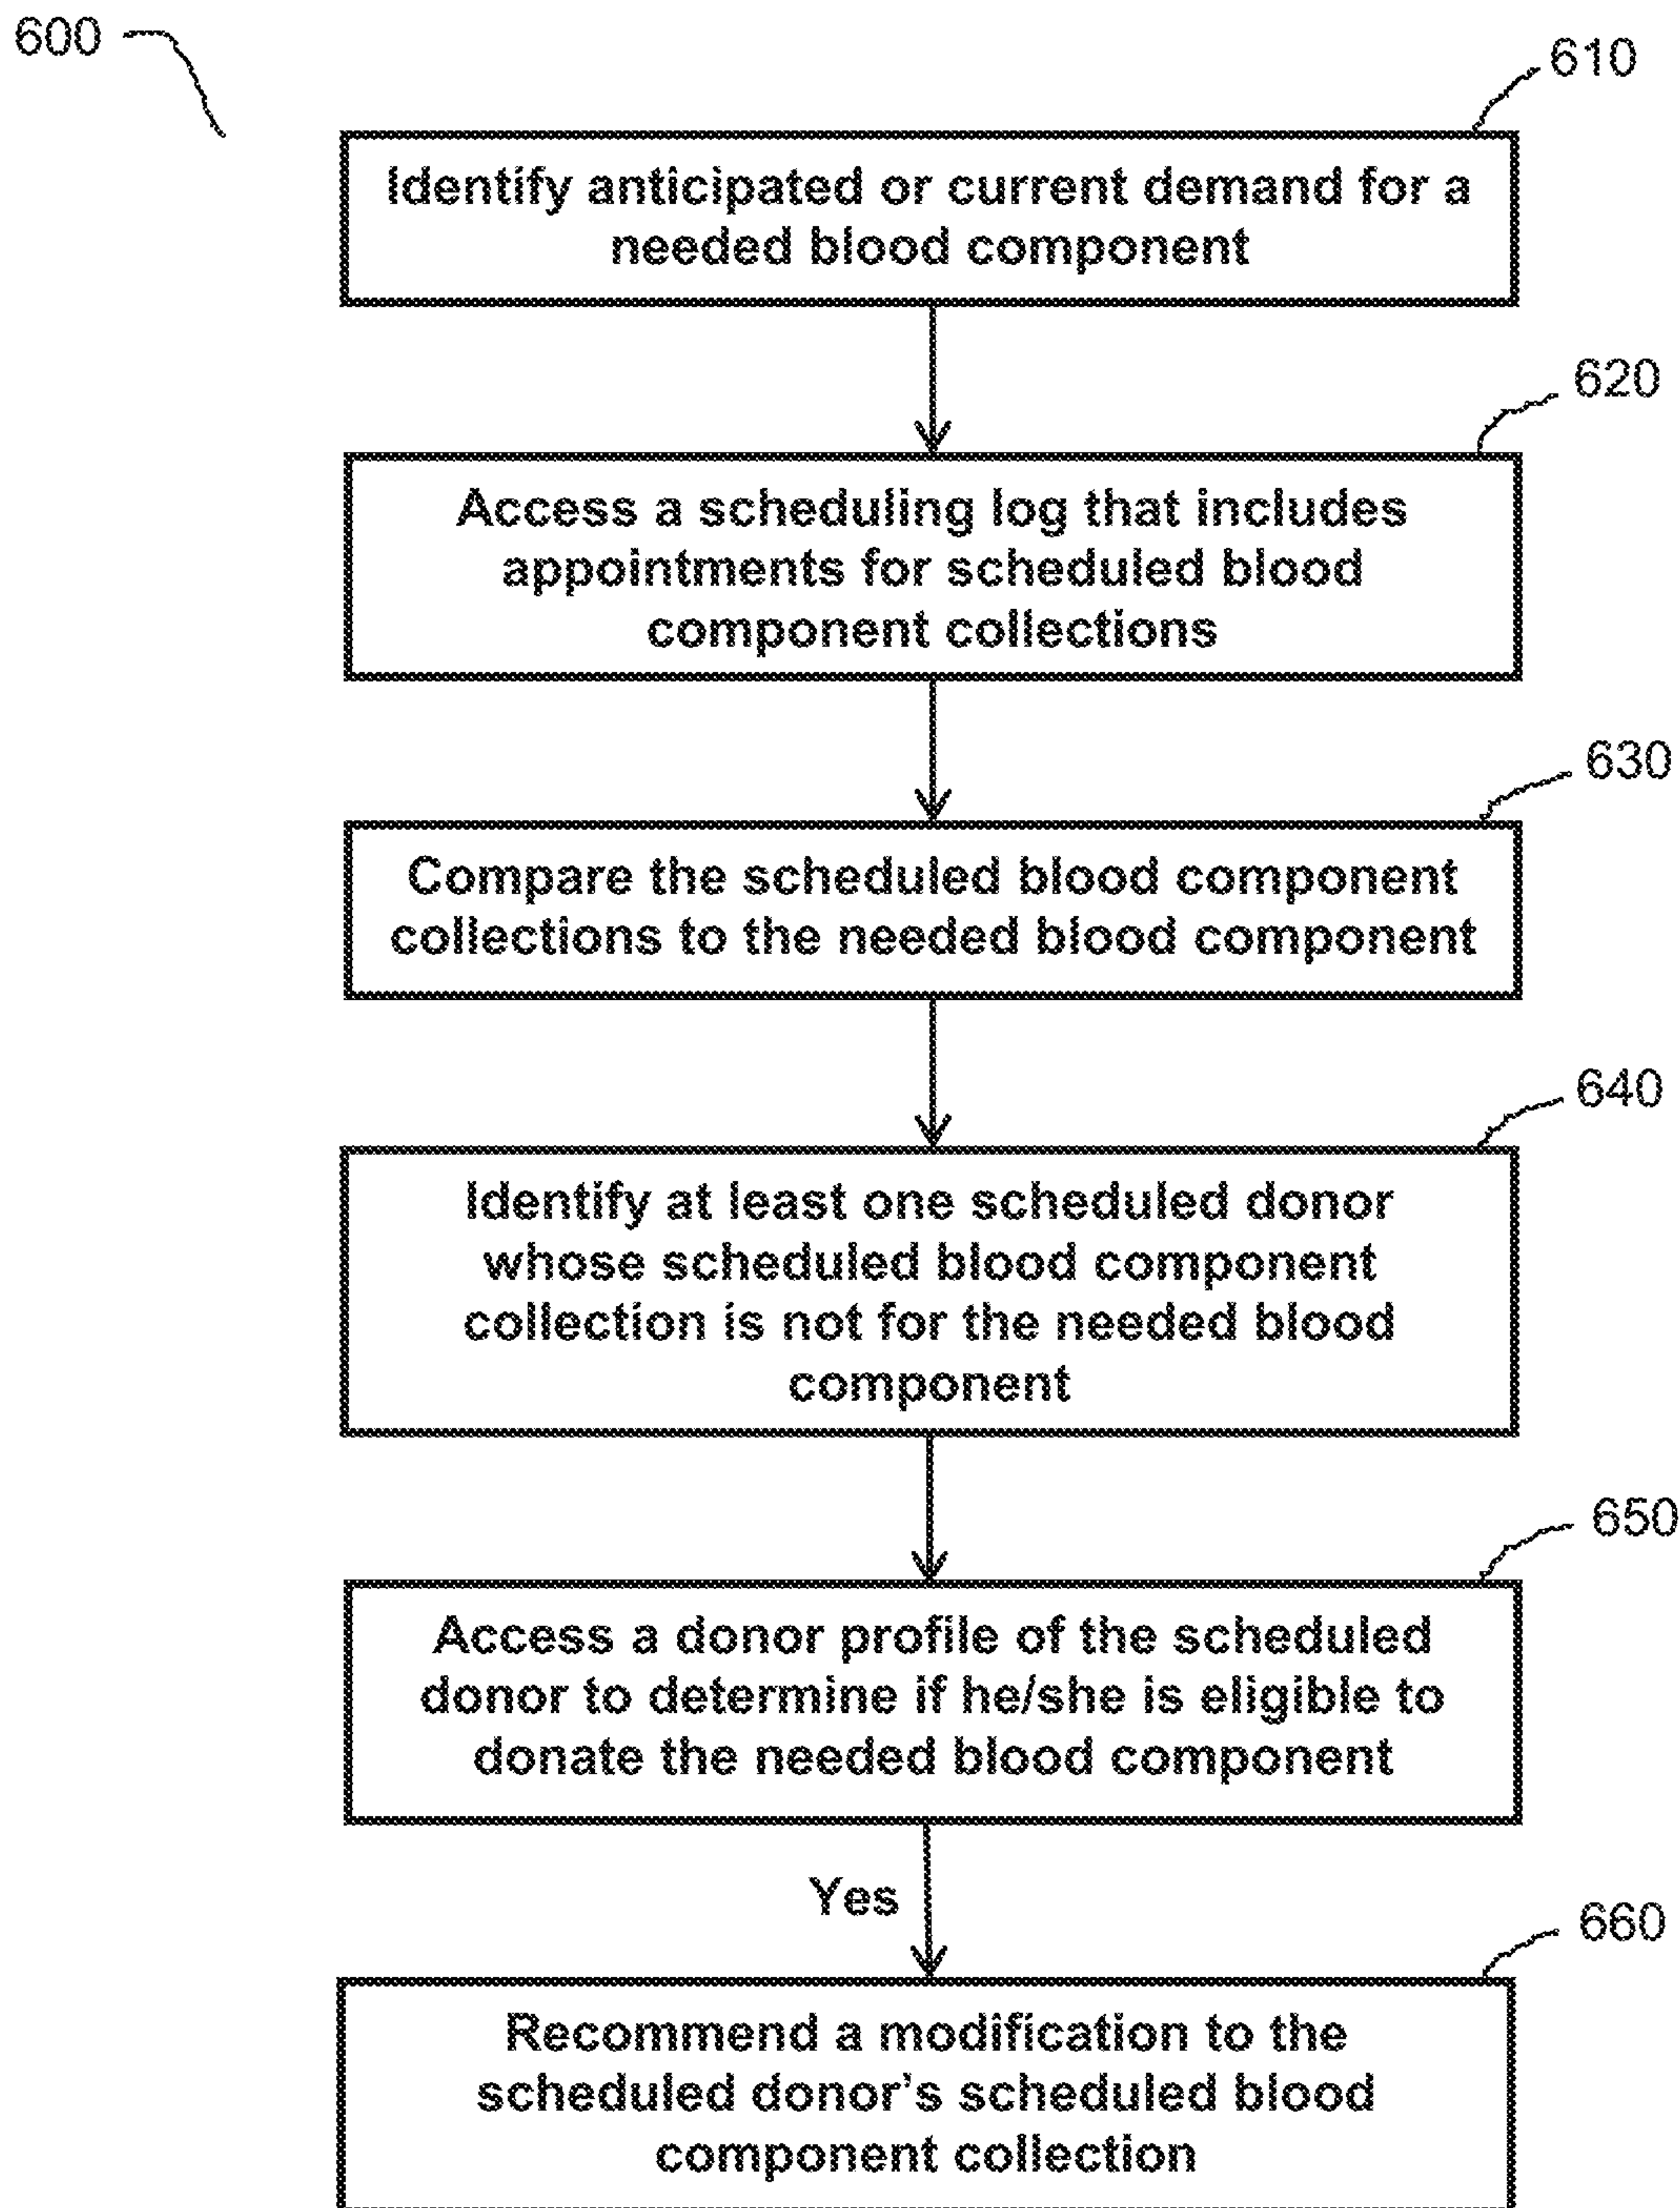 600
610
Identify anticipated or current demand for a
needed blood component
620
Access a scheduling log that includes
appointments for scheduled blood
component collections
630
Compare the scheduled blood component
collections to the needed blood component
640
Identify at least one scheduled donor
whose scheduled blood component
collection is not for the needed blood
component
650
Access a donor profile of the scheduled
donor to determine if he/she is eligible to
donate the needed blood component
Yes
660
Recommend a modification to the
scheduled donor's scheduled blood
component collection